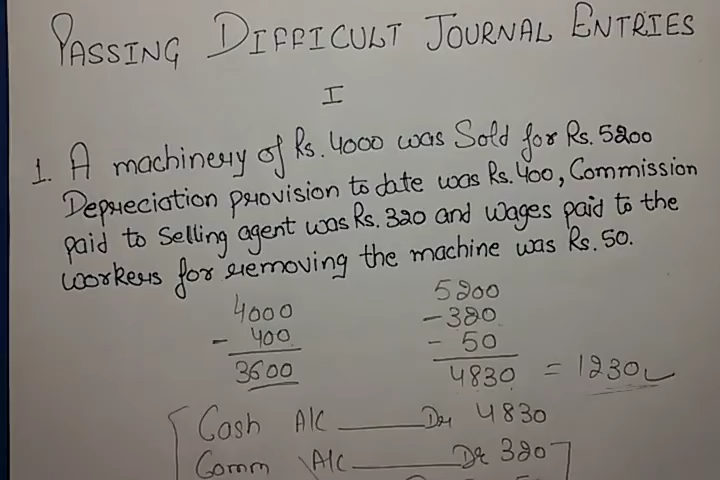 PASSING DIFFICULT JOURNAL ENTRIES
I
1. A machinery of Rs. 4000 was Sold for Rs. 5200
Depreciation provision to date was Rs. 400, Commission
paid to Selling agent was Rs. 320 and Wages paid to the
workers for removing the machine was Rs. 50.
4000
- 400
3600
5200
- 320
- 50
4830 = 1230
Cash A/C ______ Dr 4830
Comm A/C ______ Dr 320